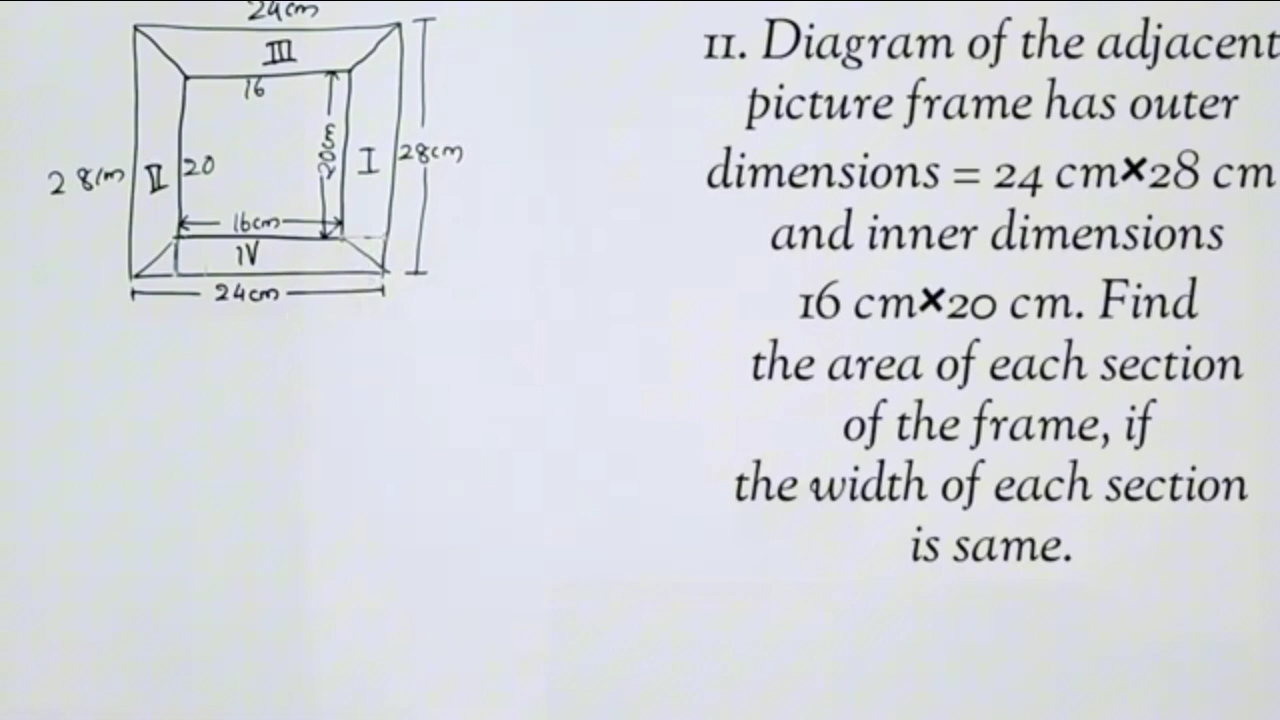 24cm
III
16
28cm
II
20
20cm
I
28cm
16cm
IV
24cm
11. Diagram of the adjacent
picture frame has outer
dimensions = 24 cm×28 cm
and inner dimensions
16 cm×20 cm. Find
the area of each section
of the frame, if
the width of each section
is same.